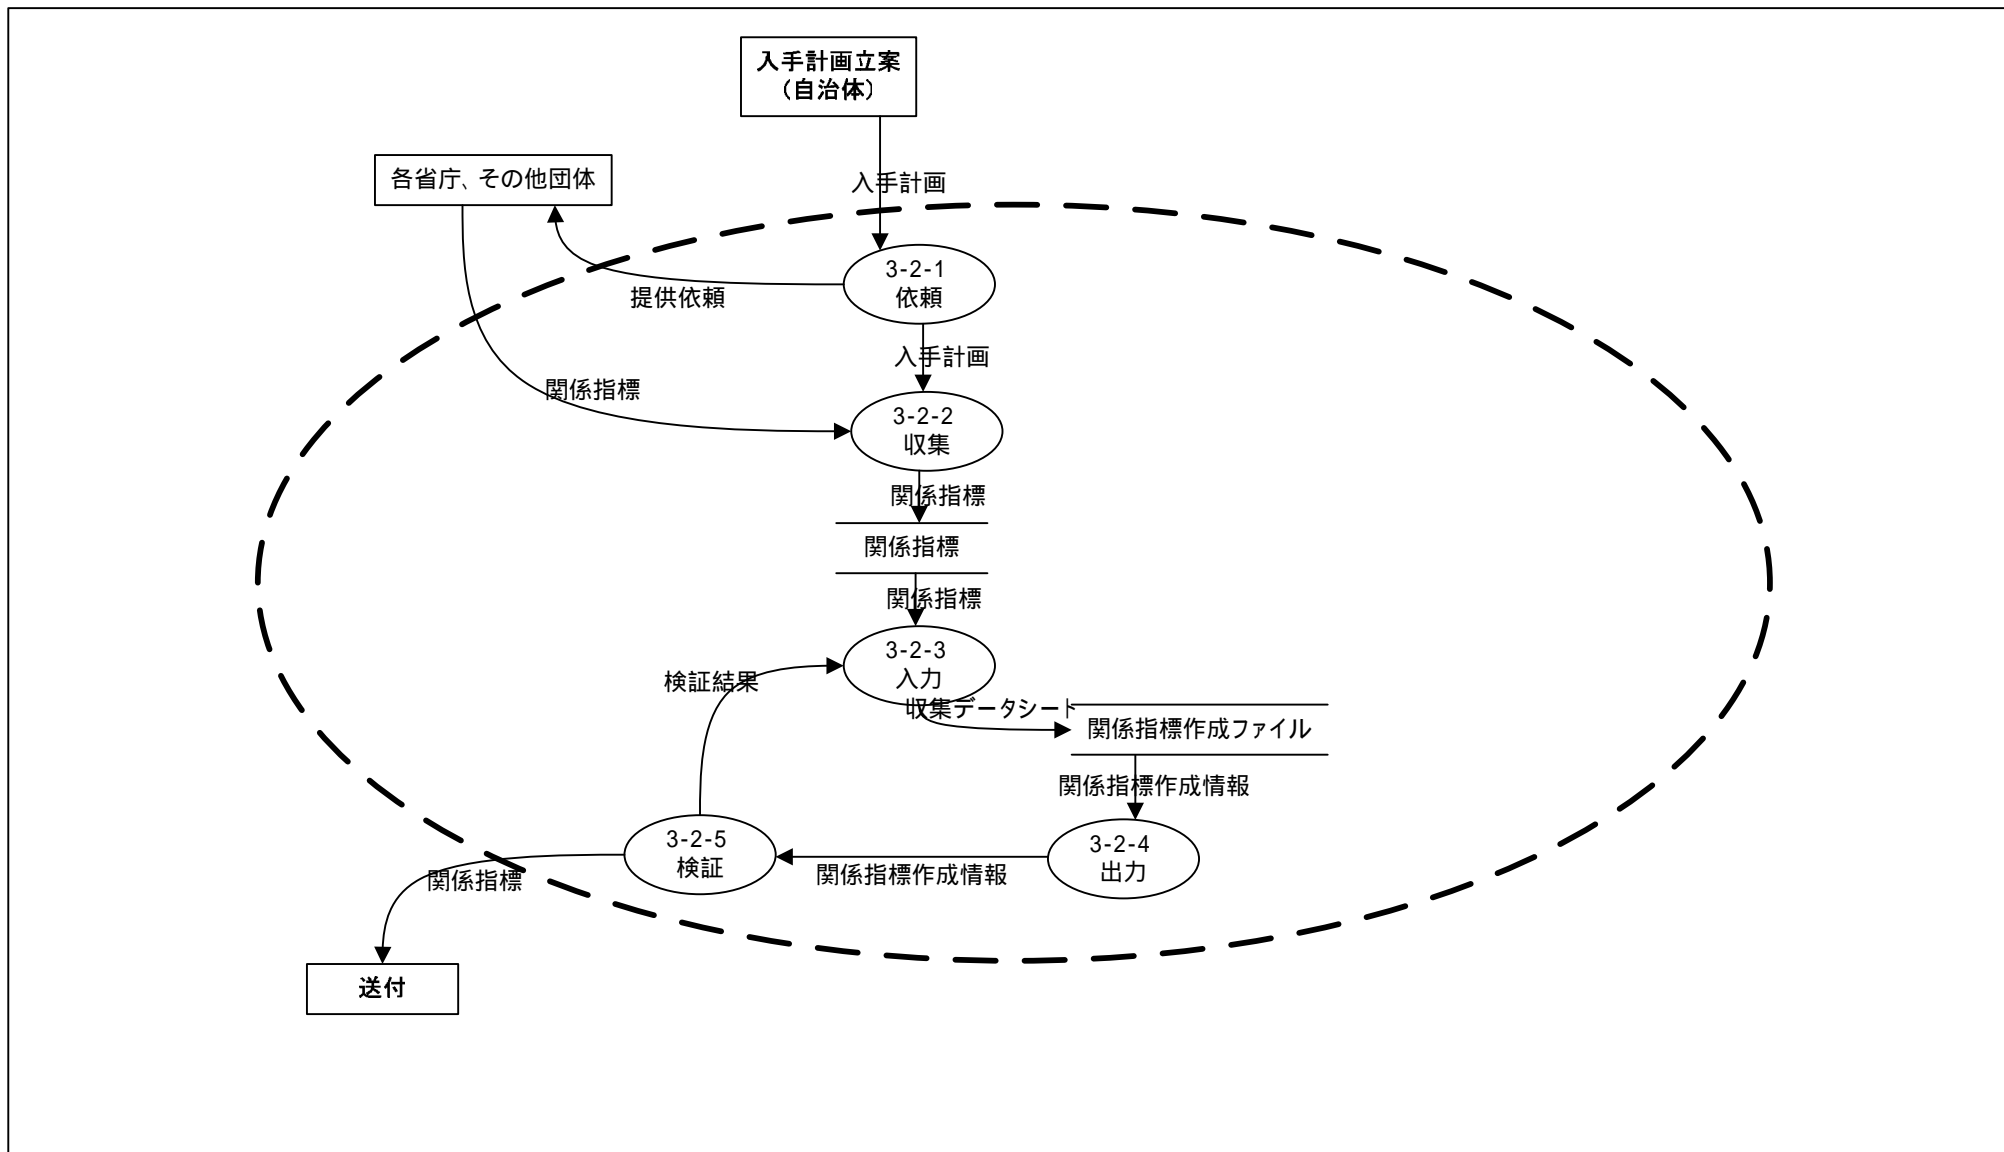 入手計画立案
（自治体）
各省庁、その他団体
入手計画
3-2-1
依頼
提供依頼
入手計画
関係指標
3-2-2
収集
関係指標
関係指標
関係指標
3-2-3
入力
検証結果
収集データシート
関係指標作成ファイル
関係指標作成情報
3-2-5
検証
3-2-4
出力
関係指標作成情報
関係指標
送付